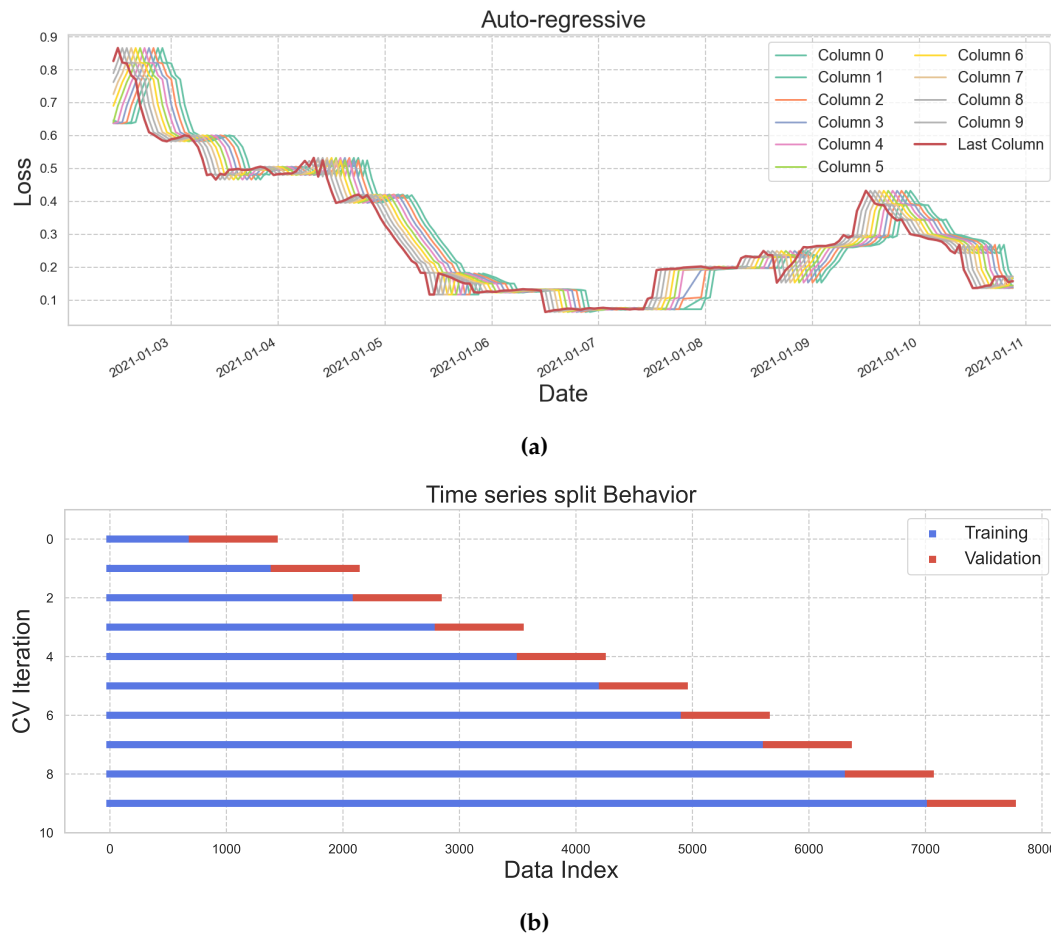 Auto-regressive
Loss
0.9
0.8
0.7
0.6
0.5
0.4
0.3
0.2
0.1
Column 0
Column 1
Column 2
Column 3
Column 4
Column 5
Column 6
Column 7
Column 8
Column 9
Last Column
2021-01-03
2021-01-04
2021-01-05
2021-01-06
2021-01-07
2021-01-08
2021-01-09
2021-01-10
2021-01-11
Date
(a)
Time series split Behavior
CV Iteration
0
2
4
6
8
10
Training
Validation
0
1000
2000
3000
4000
5000
6000
7000
8000
Data Index
(b)